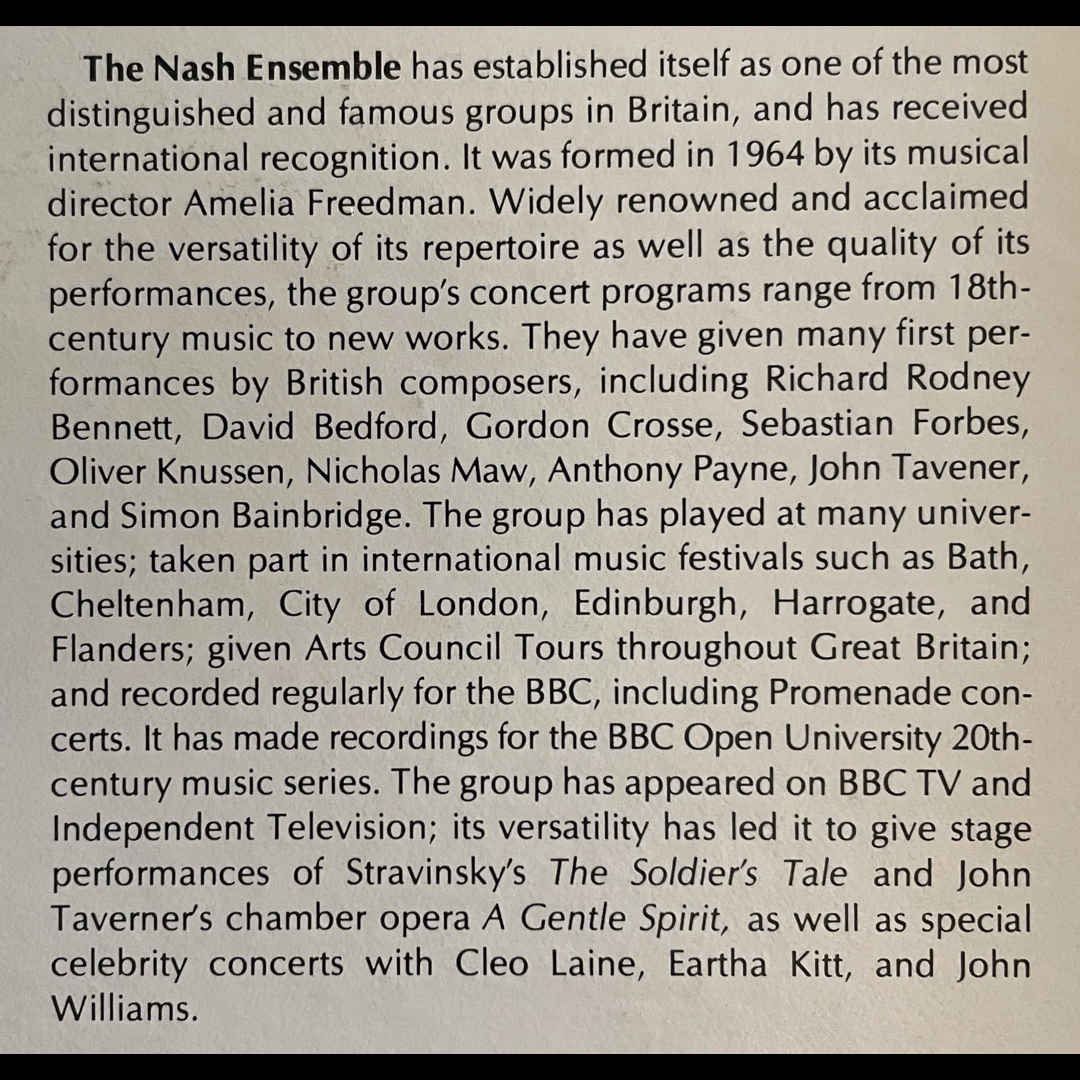 The Nash Ensemble has established itself as one of the most
distinguished and famous groups in Britain, and has received
international recognition. It was formed in 1964 by its musical
director Amelia Freedman. Widely renowned and acclaimed
for the versatility of its repertoire as well as the quality of its
performances, the group's concert programs range from 18th-
century music to new works. They have given many first per-
formances by British composers, including Richard Rodney
Bennett, David Bedford, Gordon Crosse, Sebastian Forbes,
Oliver Knussen, Nicholas Maw, Anthony Payne, John Tavener,
and Simon Bainbridge. The group has played at many univer-
sities; taken part in international music festivals such as Bath,
Cheltenham, City of London, Edinburgh, Harrogate, and
Flanders; given Arts Council Tours throughout Great Britain;
and recorded regularly for the BBC, including Promenade con-
certs. It has made recordings for the BBC Open University 20th-
century music series. The group has appeared on BBC TV and
Independent Television; its versatility has led it to give stage
performances of Stravinsky's The Soldier's Tale and John
Taverner's chamber opera A Gentle Spirit, as well as special
celebrity concerts with Cleo Laine, Eartha Kitt, and John
Williams.